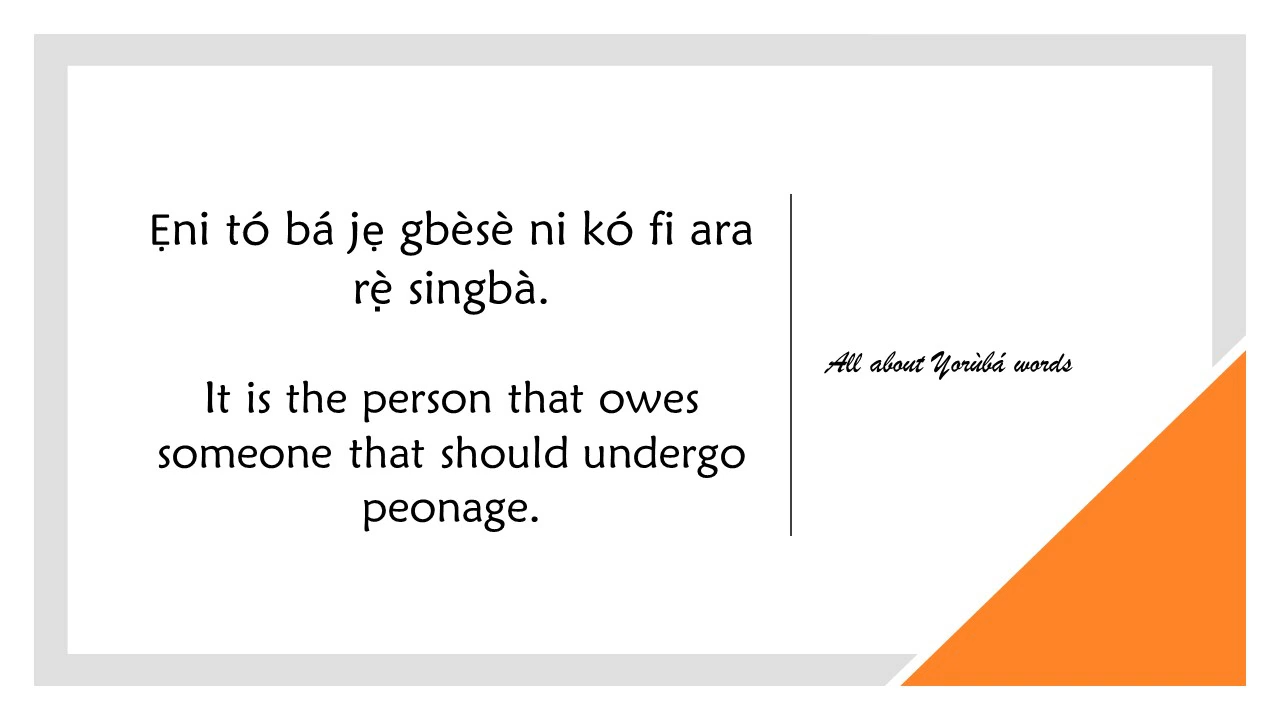 Ẹni tó bá jẹ gbèsè ni kó fi ara
rẹ̀ singbà.
It is the person that owes
someone that should undergo
peonage.
All about Yorùbá words